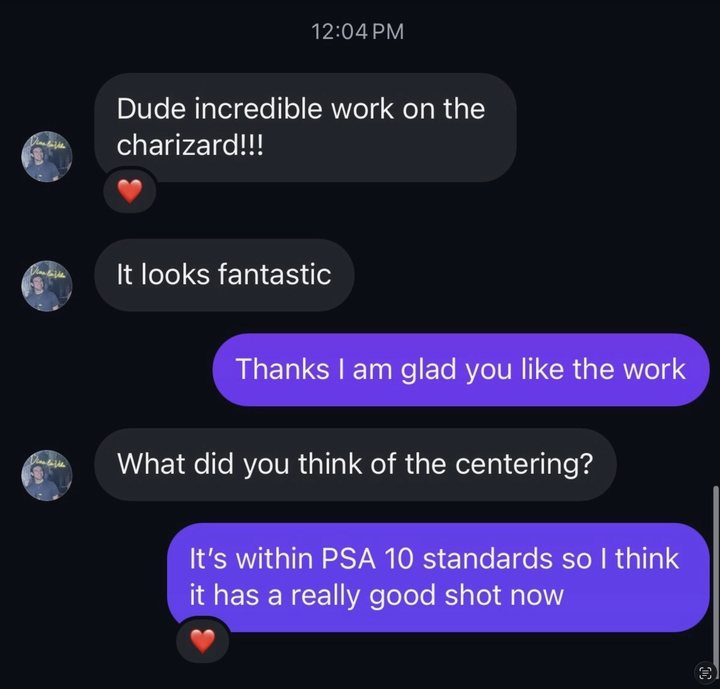 12:04 PM
Dude incredible work on the
charizard!!!
It looks fantastic
Thanks I am glad you like the work
What did you think of the centering?
It's within PSA 10 standards so I think
it has a really good shot now